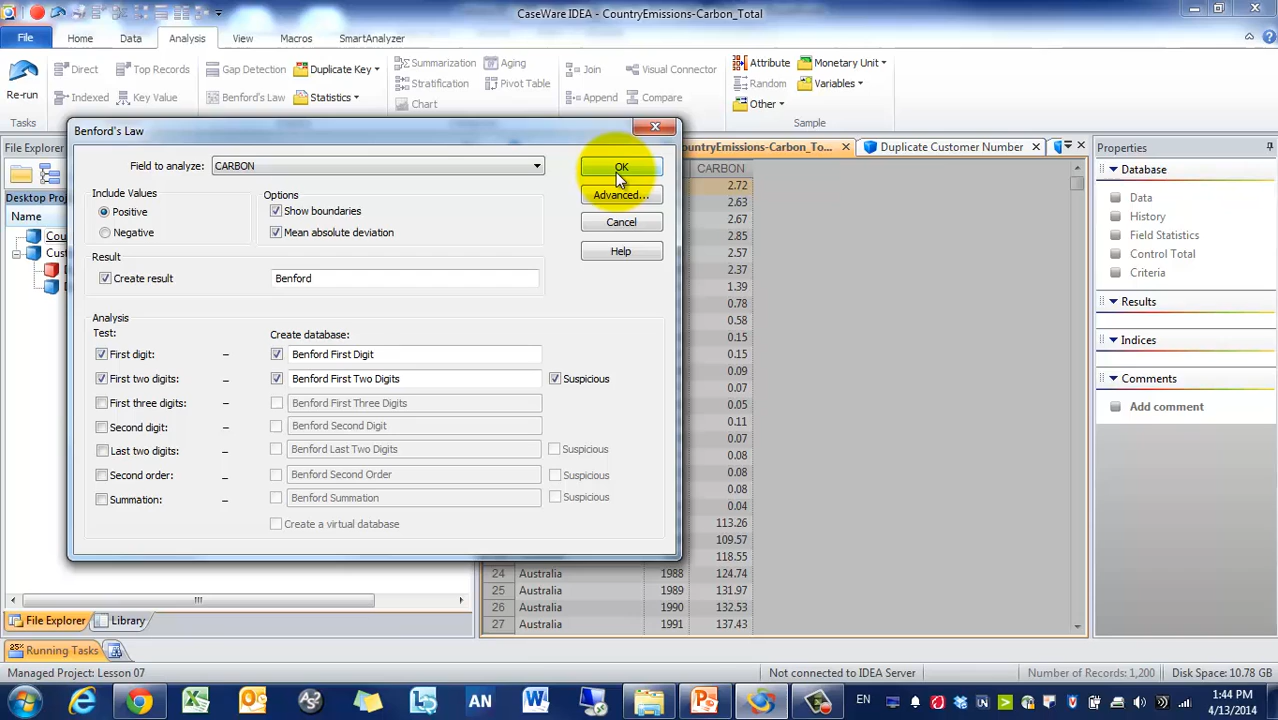 CaseWare IDEA - CountryEmissions-Carbon_Total
File Home Data Analysis View Macros SmartAnalyzer
Direct Top Records Gap Detection Duplicate Key Summarization Aging Join Visual Connector Attribute Monetary Unit
Re-run Indexed Key Value Benford's Law Statistics Stratification Pivot Table Append Compare Random Variables
Chart Other
Tasks Sample
Benford's Law
Field to analyze: CARBON OK
Include Values Options
Positive Show boundaries Advanced...
Negative Mean absolute deviation Cancel
Result Help
Create result Benford
Analysis
Test: Create database:
First digit: – Benford First Digit
First two digits: – Benford First Two Digits Suspicious
First three digits: – Benford First Three Digits
Second digit: – Benford Second Digit
Last two digits: – Benford Last Two Digits Suspicious
Second order: – Benford Second Order Suspicious
Summation: – Benford Summation Suspicious
Create a virtual database
File Explorer
Desktop Proj
Name
Cou
Cust
ountryEmissions-Carbon_To... Duplicate Customer Number
CARBON
2.72
2.63
2.67
2.85
2.57
2.37
1.39
0.78
0.58
0.15
0.15
0.09
0.07
0.05
0.11
0.07
0.08
0.08
0.08
0.04
113.26
109.57
118.55
24 Australia 1988 124.74
25 Australia 1989 131.97
26 Australia 1990 132.53
27 Australia 1991 137.43
Properties
Database
Data
History
Field Statistics
Control Total
Criteria
Results
Indices
Comments
Add comment
File Explorer Library
Running Tasks
Managed Project: Lesson 07 Not connected to IDEA Server Number of Records: 1,200 Disk Space: 10.78 GB
AN EN 1:44 PM
4/13/2014